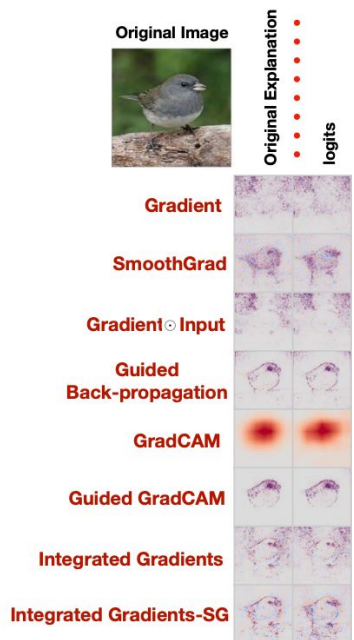 Original Image
Original Explanation
logits
Gradient
SmoothGrad
Gradient ⊙ Input
Guided
Back-propagation
GradCAM
Guided GradCAM
Integrated Gradients
Integrated Gradients-SG